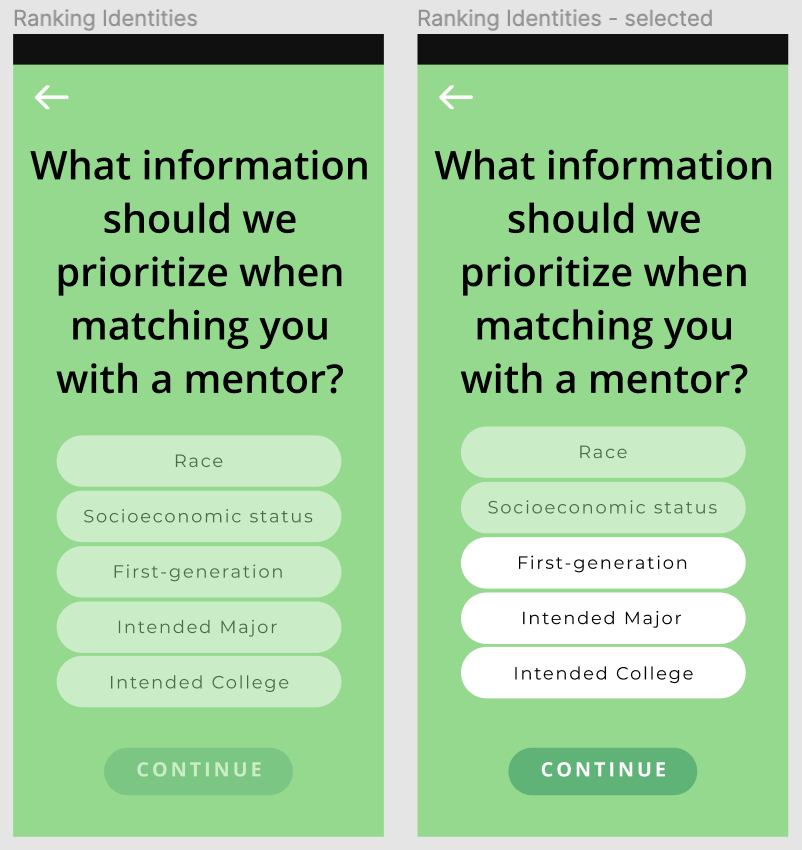 Ranking Identities
What information
should we
prioritize when
matching you
with a mentor?
Race
Socioeconomic status
First-generation
Intended Major
Intended College
CONTINUE
Ranking Identities - selected
What information
should we
prioritize when
matching you
with a mentor?
Race
Socioeconomic status
First-generation
Intended Major
Intended College
CONTINUE